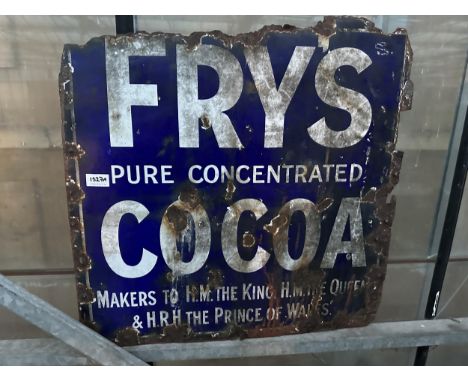 FRYS
PURE CONCENTRATED
COCOA
MAKERS TO H.M. THE KING, H.M. THE QUEEN
& H.R.H THE PRINCE OF WALES.